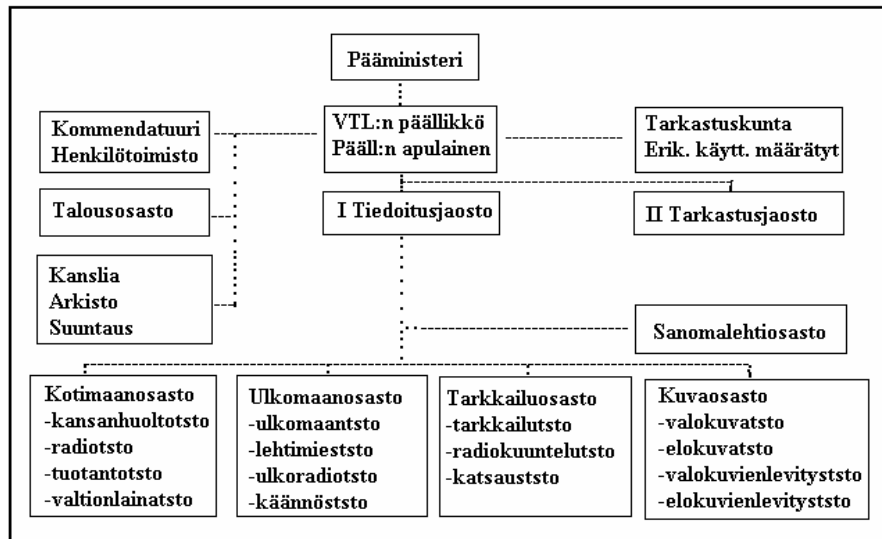 Pääministeri
Kommendatuuri
Henkilötoimisto
VTL:n päällikkö
Pääll:n apulainen
Tarkastuskunta
Erik. käytt. määrätyt
Talousosasto
I Tiedoitusjaosto
II Tarkastusjaosto
Kanslia
Arkisto
Suuntaus
Sanomalehtiosasto
Kotimaanosasto
-kansanhuoltotsto
-radiotsto
-tuotantotsto
-valtionlainatsto
Ulkomaanosasto
-ulkomaantsto
-lehtimieststo
-ulkoradiotsto
-käännöststo
Tarkkailuosasto
-tarkkailutsto
-radiokuuntelutsto
-katsauststo
Kuvaosasto
-valokuvatsto
-elokuvatsto
-valokuvienlevityststo
-elokuvienlevityststo